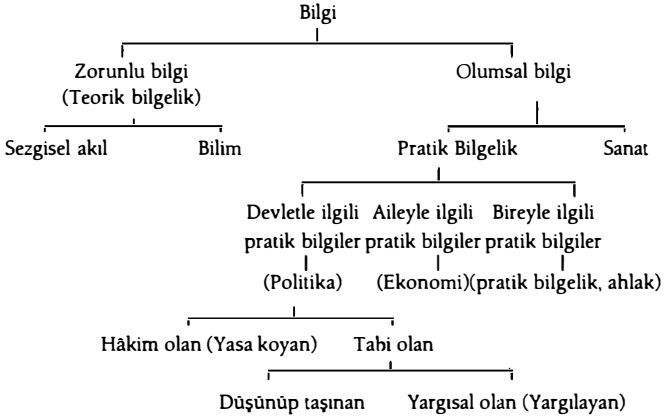 Bilgi
Zorunlu bilgi Olumsal bilgi
(Teorik bilgelik)
Sezgisel akıl Bilim Pratik Bilgelik Sanat
Devletle ilgili Aileyle ilgili Bireyle ilgili
pratik bilgiler pratik bilgiler pratik bilgiler
(Politika) (Ekonomi)(pratik bilgelik, ahlak)
Hâkim olan (Yasa koyan) Tabi olan
Düşünüp taşınan Yargısal olan (Yargılayan)